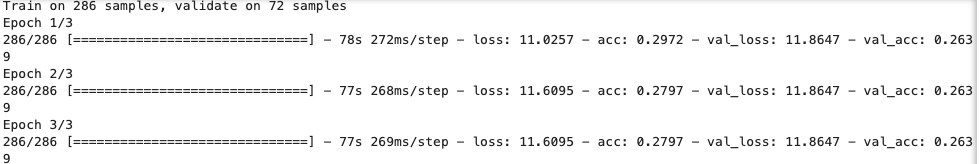 Train on 286 samples, validate on 72 samples
Epoch 1/3
286/286 [==============================] - 78s 272ms/step - loss: 11.0257 - acc: 0.2972 - val_loss: 11.8647 - val_acc: 0.263
9
Epoch 2/3
286/286 [==============================] - 77s 268ms/step - loss: 11.6095 - acc: 0.2797 - val_loss: 11.8647 - val_acc: 0.263
9
Epoch 3/3
286/286 [==============================] - 77s 269ms/step - loss: 11.6095 - acc: 0.2797 - val_loss: 11.8647 - val_acc: 0.263
9